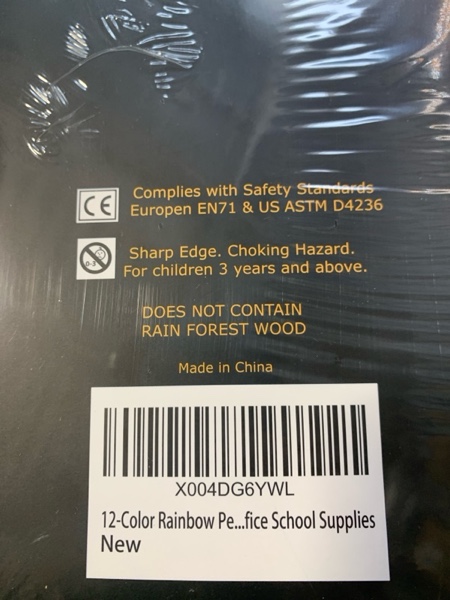 CE
Complies with Safety Standards
Europen EN71 & US ASTM D4236
0-3
Sharp Edge. Choking Hazard.
For children 3 years and above.
DOES NOT CONTAIN
RAIN FOREST WOOD
Made in China
X004DG6YWL
12-Color Rainbow Pe...fice School Supplies
New